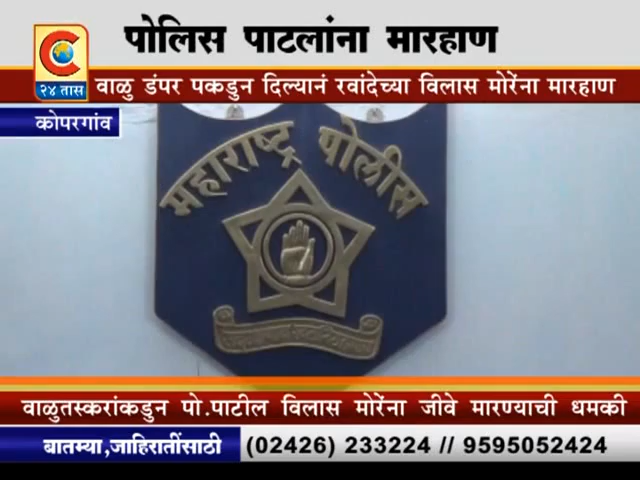 पोलिस पाटलांना मारहाण
C
२४ तास
वाळु डंपर पकडुन दिल्यानं रवांदेच्या विलास मोरेंना मारहाण
कोपरगांव
महाराष्ट्र पोलीस
वाळुतस्करांकडुन पो.पाटील विलास मोरेंना जीवे मारण्याची धमकी
बातम्या,जाहिरातींसाठी (02426) 233224 // 9595052424